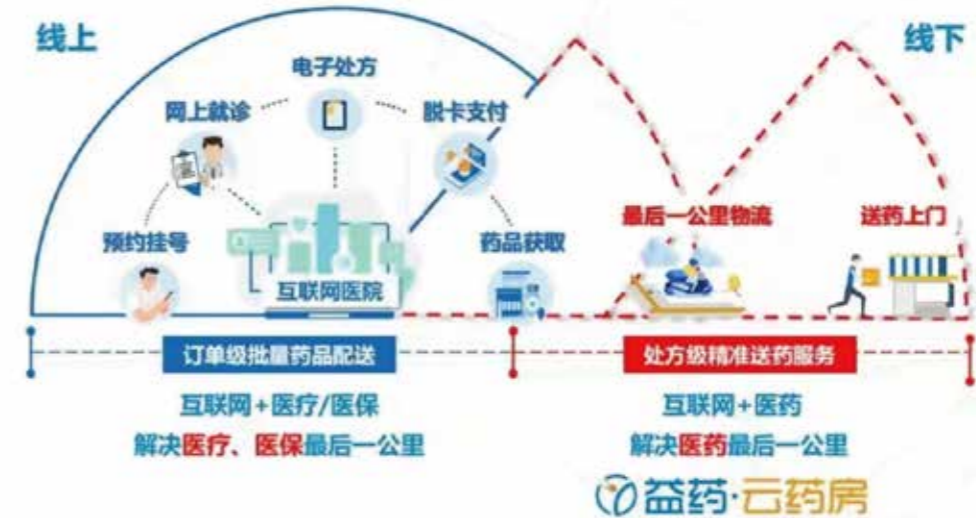 线上
线下
电子处方
网上就诊
脱卡支付
预约挂号
药品获取
最后一公里物流
送药上门
互联网医院
订单级批量药品配送
处方级精准送药服务
互联网+医疗/医保
互联网+医药
解决医疗、医保最后一公里
解决医药最后一公里
益药·云药房